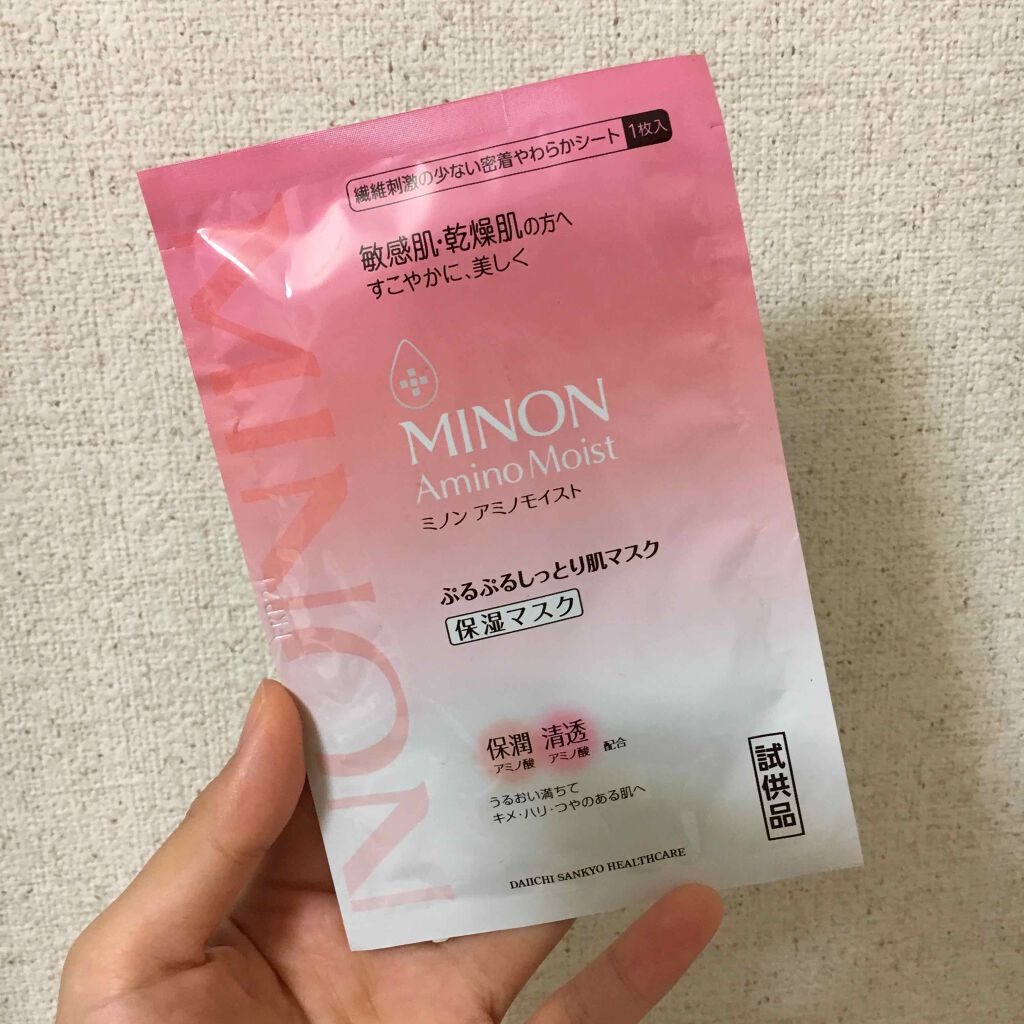 繊維刺激の少ない密着やわらかシート 1枚入
敏感肌・乾燥肌の方へ
すこやかに、美しく
MINON
MINON
Amino Moist
ミノン アミノモイスト
ぷるぷるしっとり肌マスク
保湿マスク
保潤 清透
アミノ酸 アミノ酸 配合
うるおい満ちて
キメ・ハリ・つやのある肌へ
試供品
DAIICHI SANKYO HEALTHCARE